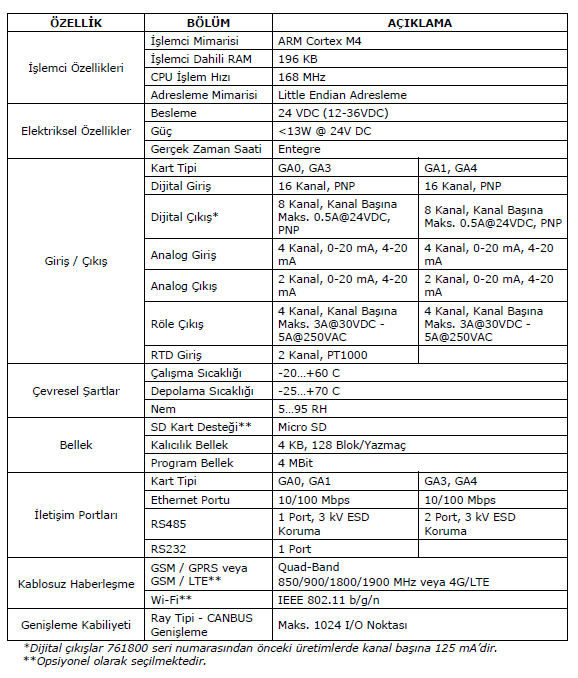 ÖZELLİK BÖLÜM AÇIKLAMA
İşlemci Özellikleri
İşlemci Mimarisi ARM Cortex M4
İşlemci Dahili RAM 196 KB
CPU İşlem Hızı 168 MHz
Adresleme Mimarisi Little Endian Adresleme
Elektriksel Özellikler
Besleme 24 VDC (12-36VDC)
Güç <13W @ 24V DC
Gerçek Zaman Saati Entegre
Giriş / Çıkış
Kart Tipi GA0, GA3 GA1, GA4
Dijital Giriş 16 Kanal, PNP 16 Kanal, PNP
Dijital Çıkış*
8 Kanal, Kanal Başına
Maks. 0.5A@24VDC,
PNP
8 Kanal, Kanal Başına
Maks. 0.5A@24VDC, PNP
Analog Giriş
4 Kanal, 0-20 mA, 4-20
mA
4 Kanal, 0-20 mA, 4-20
mA
Analog Çıkış
2 Kanal, 0-20 mA, 4-20
mA
2 Kanal, 0-20 mA, 4-20
mA
Röle Çıkış
4 Kanal, Kanal Başına
Maks. 3A@30VDC -
5A@250VAC
4 Kanal, Kanal Başına
Maks. 3A@30VDC -
5A@250VAC
RTD Giriş 2 Kanal, PT1000
Çevresel Şartlar
Çalışma Sıcaklığı -20…+60 C
Depolama Sıcaklığı -25…+70 C
Nem 5…95 RH
Bellek
SD Kart Desteği** Micro SD
Kalıcılık Bellek 4 KB, 128 Blok/Yazmaç
Program Bellek 4 MBit
İletişim Portları
Kart Tipi GA0, GA1 GA3, GA4
Ethernet Portu 10/100 Mbps 10/100 Mbps
RS485
1 Port, 3 kV ESD
Koruma
2 Port, 3 kV ESD
Koruma
RS232 1 Port
Kablosuz Haberleşme
GSM / GPRS veya
GSM / LTE**
Quad-Band
850/900/1800/1900 MHz veya 4G/LTE
Wi-Fi** IEEE 802.11 b/g/n
Genişleme Kabiliyeti
Ray Tipi - CANBUS
Genişleme
Maks. 1024 I/O Noktası
*Dijital çıkışlar 761800 seri numarasından önceki üretimlerde kanal başına 125 mA’dir.
**Opsiyonel olarak seçilmektedir.